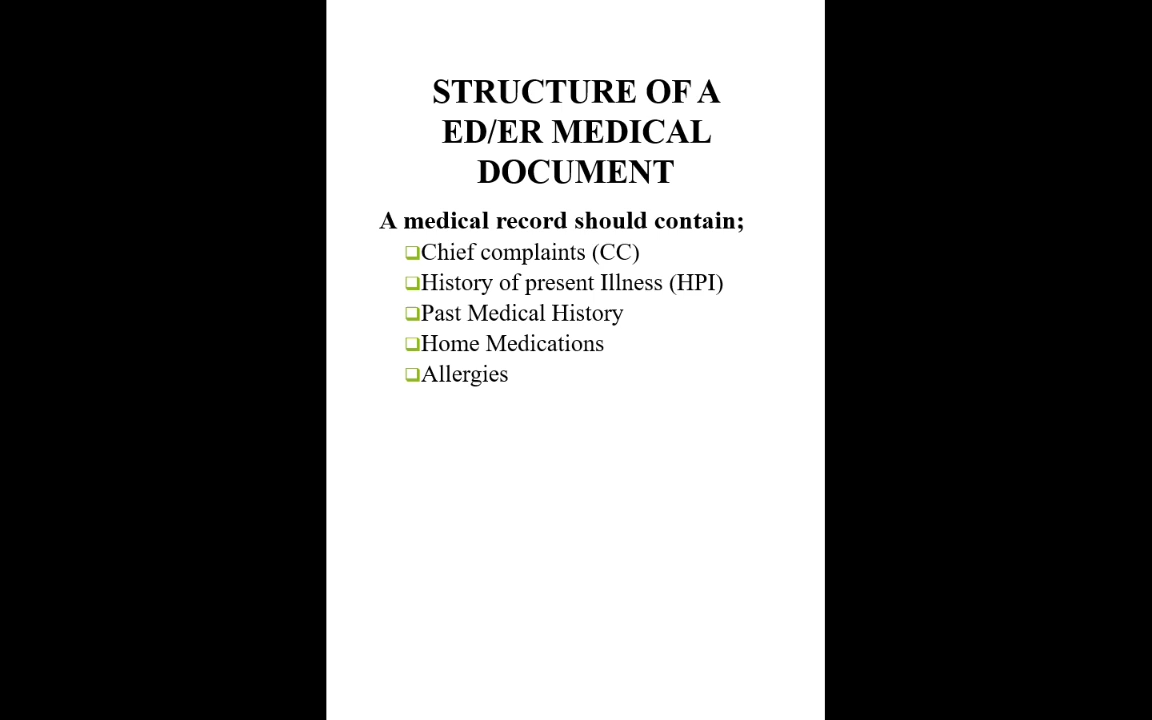 STRUCTURE OF A
ED/ER MEDICAL
DOCUMENT
A medical record should contain;
❑Chief complaints (CC)
❑History of present Illness (HPI)
❑Past Medical History
❑Home Medications
❑Allergies